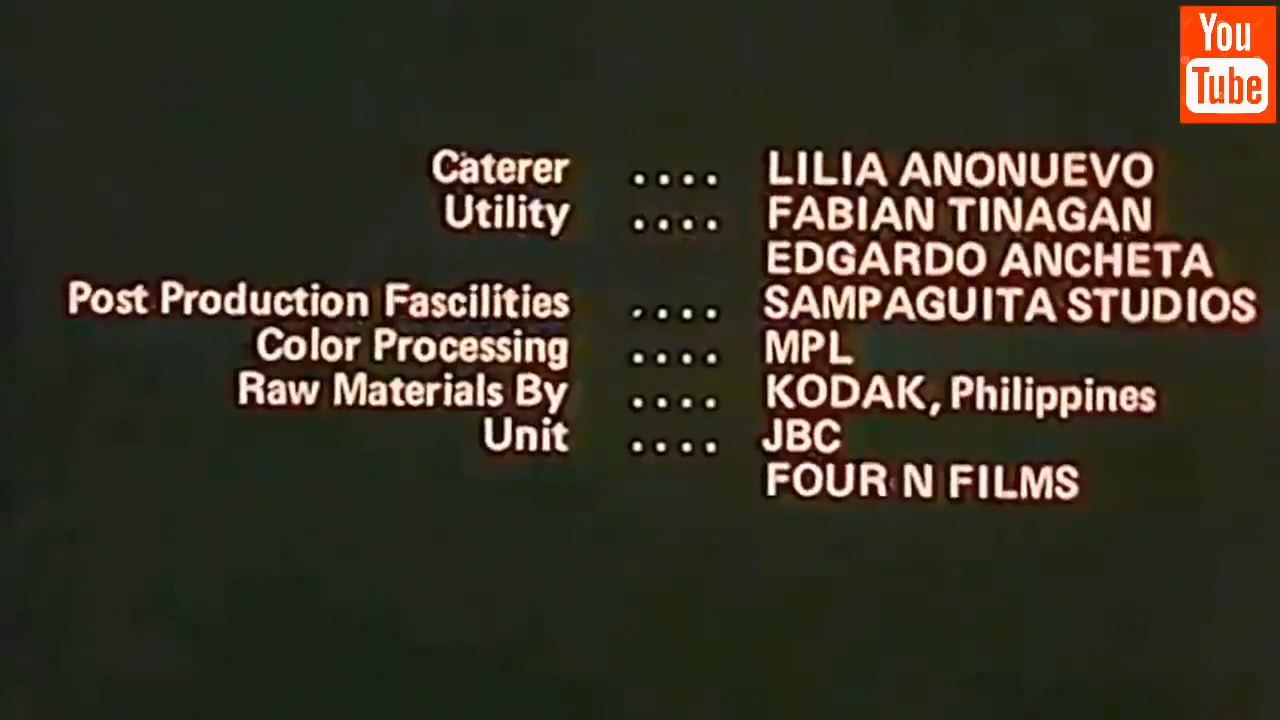 You
Tube
Caterer .... LILIA ANONUEVO
Utility .... FABIAN TINAGAN
EDGARDO ANCHETA
Post Production Fascilities .... SAMPAGUITA STUDIOS
Color Processing .... MPL
Raw Materials By .... KODAK, Philippines
Unit .... JBC
FOUR N FILMS